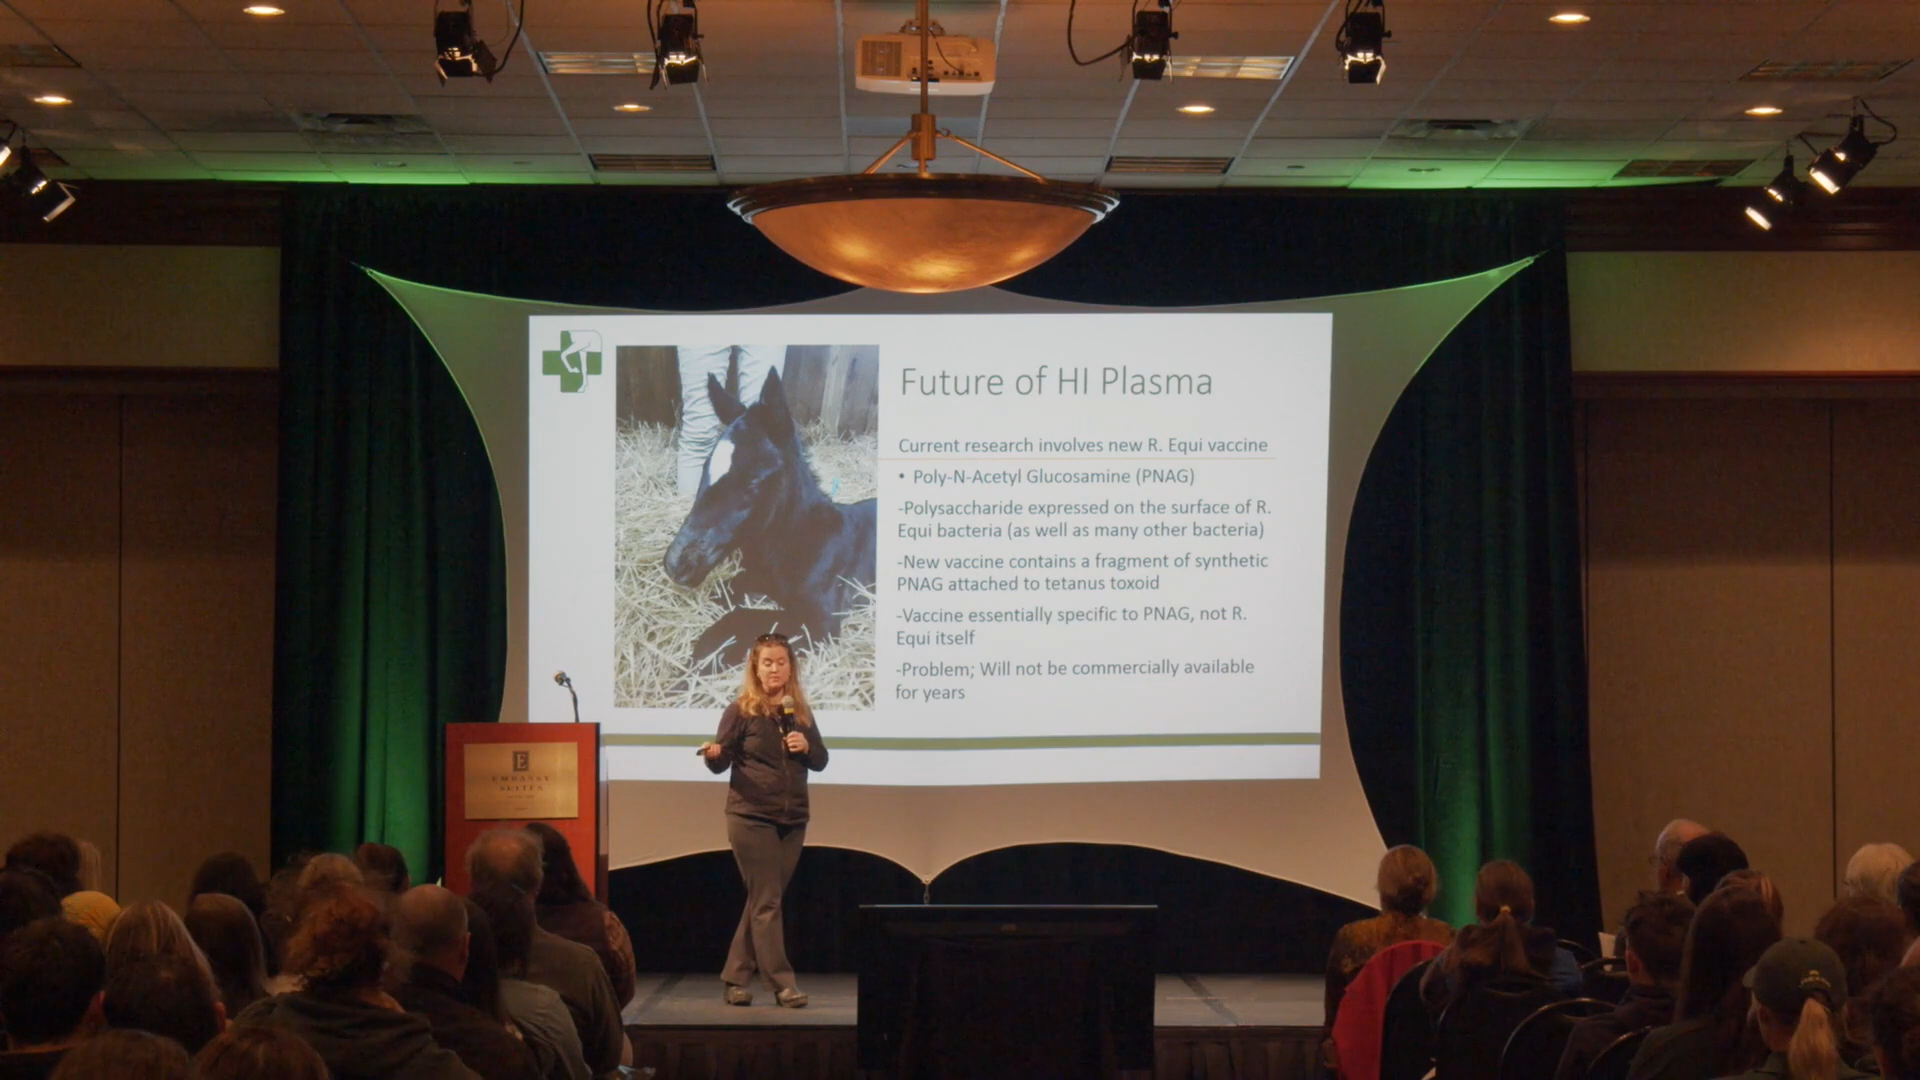 Future of HI Plasma
Current research involves new R. Equi vaccine
• Poly-N-Acetyl Glucosamine (PNAG)
-Polysaccharide expressed on the surface of R.
Equi bacteria (as well as many other bacteria)
-New vaccine contains a fragment of synthetic
PNAG attached to tetanus toxoid
-Vaccine essentially specific to PNAG, not R.
Equi itself
-Problem; Will not be commercially available
for years
E
EMBASSY
SUITES